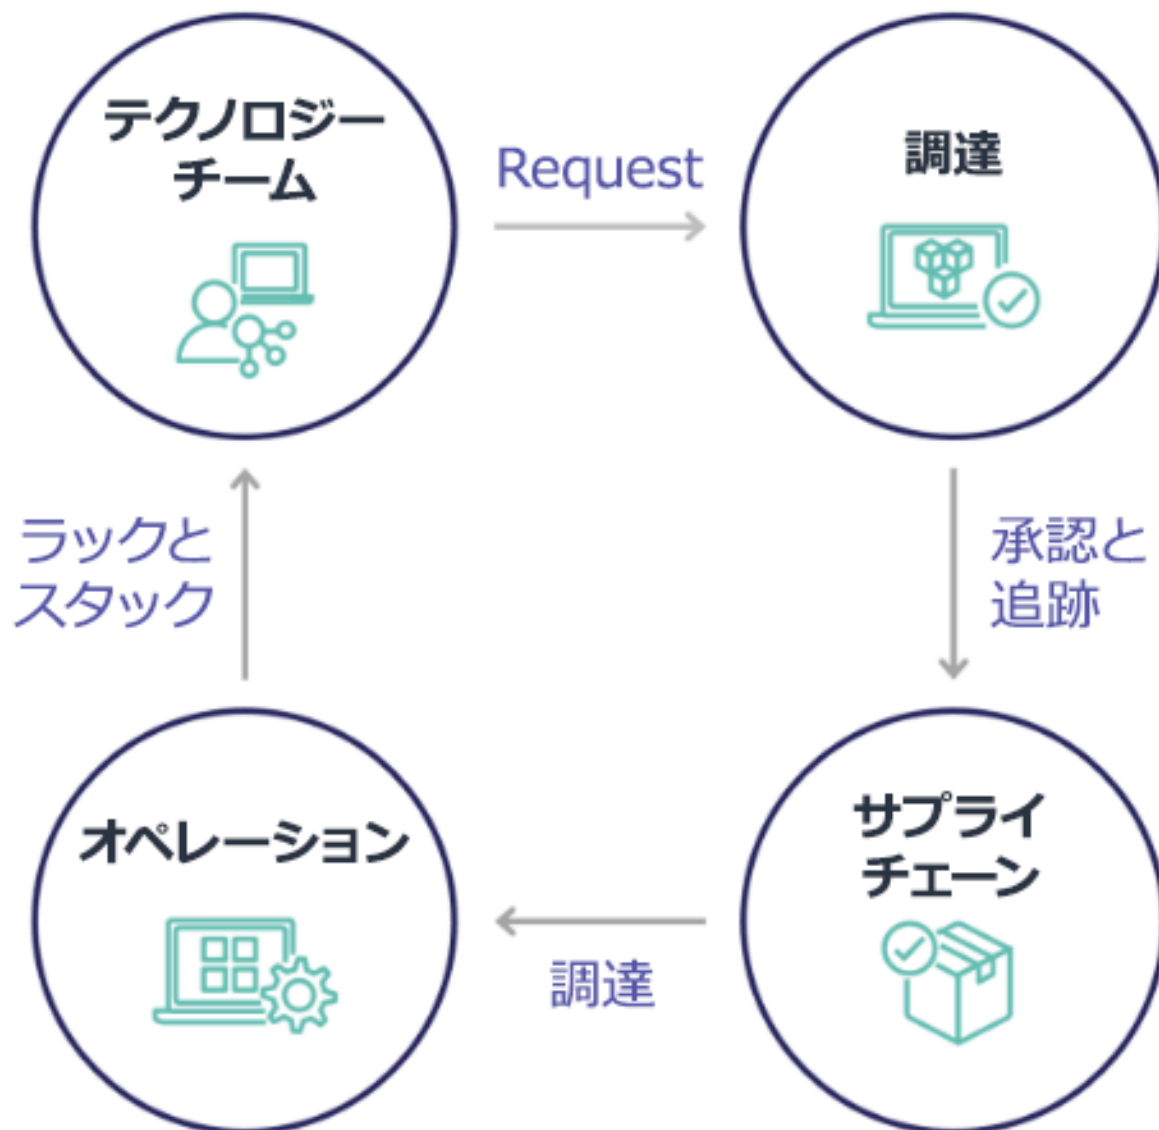 テクノロジー
チーム
Request
調達
ラックと
スタック
承認と
追跡
オペレーション
調達
サプライ
チェーン